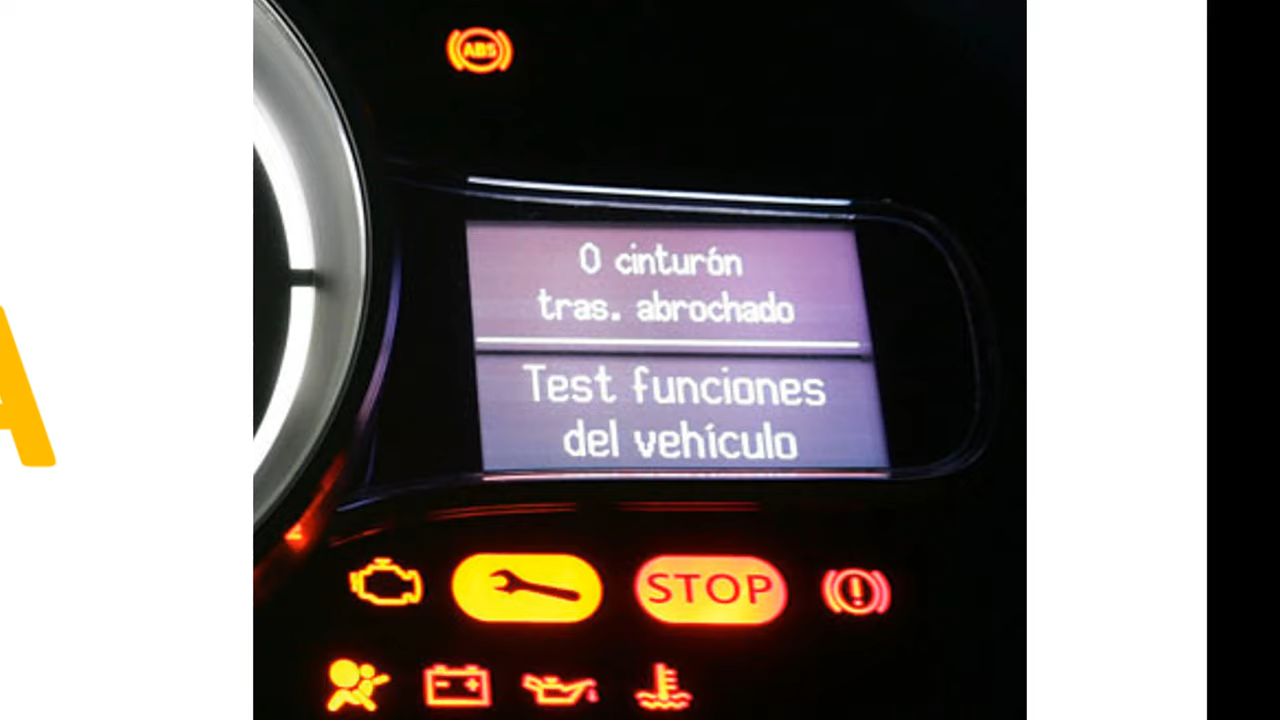 A
ABS
0 cinturón
tras. abrochado
Test funciones
del vehículo
STOP